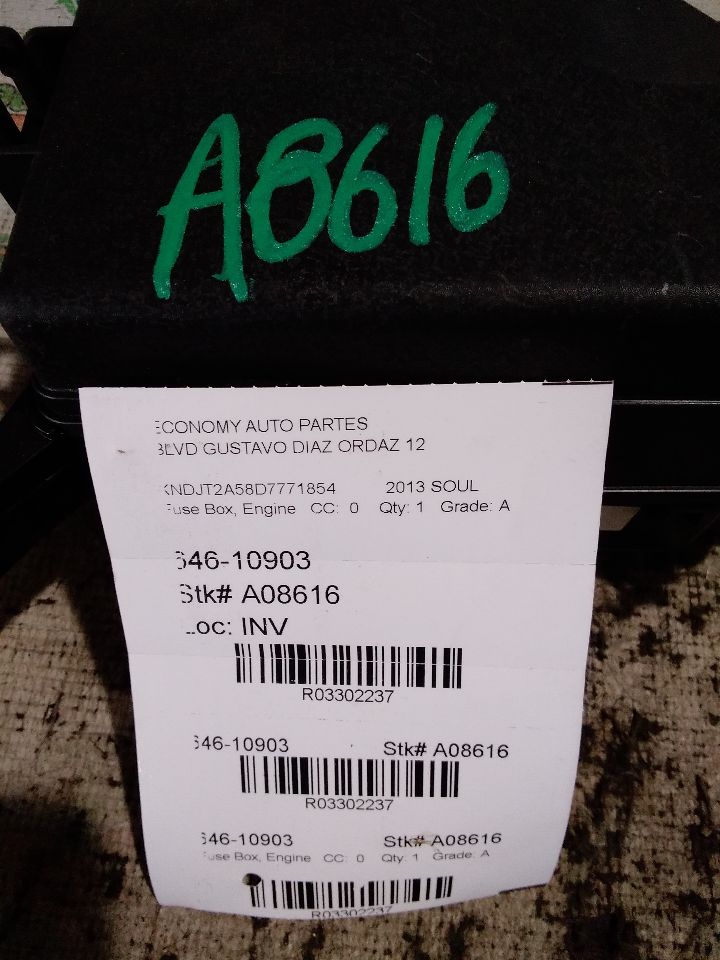 A8616
ECONOMY AUTO PARTES
BLVD GUSTAVO DIAZ ORDAZ 12
KNDJT2A58D7771854 2013 SOUL
Fuse Box, Engine CC: 0 Qty: 1 Grade: A
646-10903
Stk# A08616
Loc: INV
R03302237
646-10903 Stk# A08616
R03302237
646-10903 Stk# A08616
Fuse Box, Engine CC: 0 Qty: 1 Grade: A
R03302237